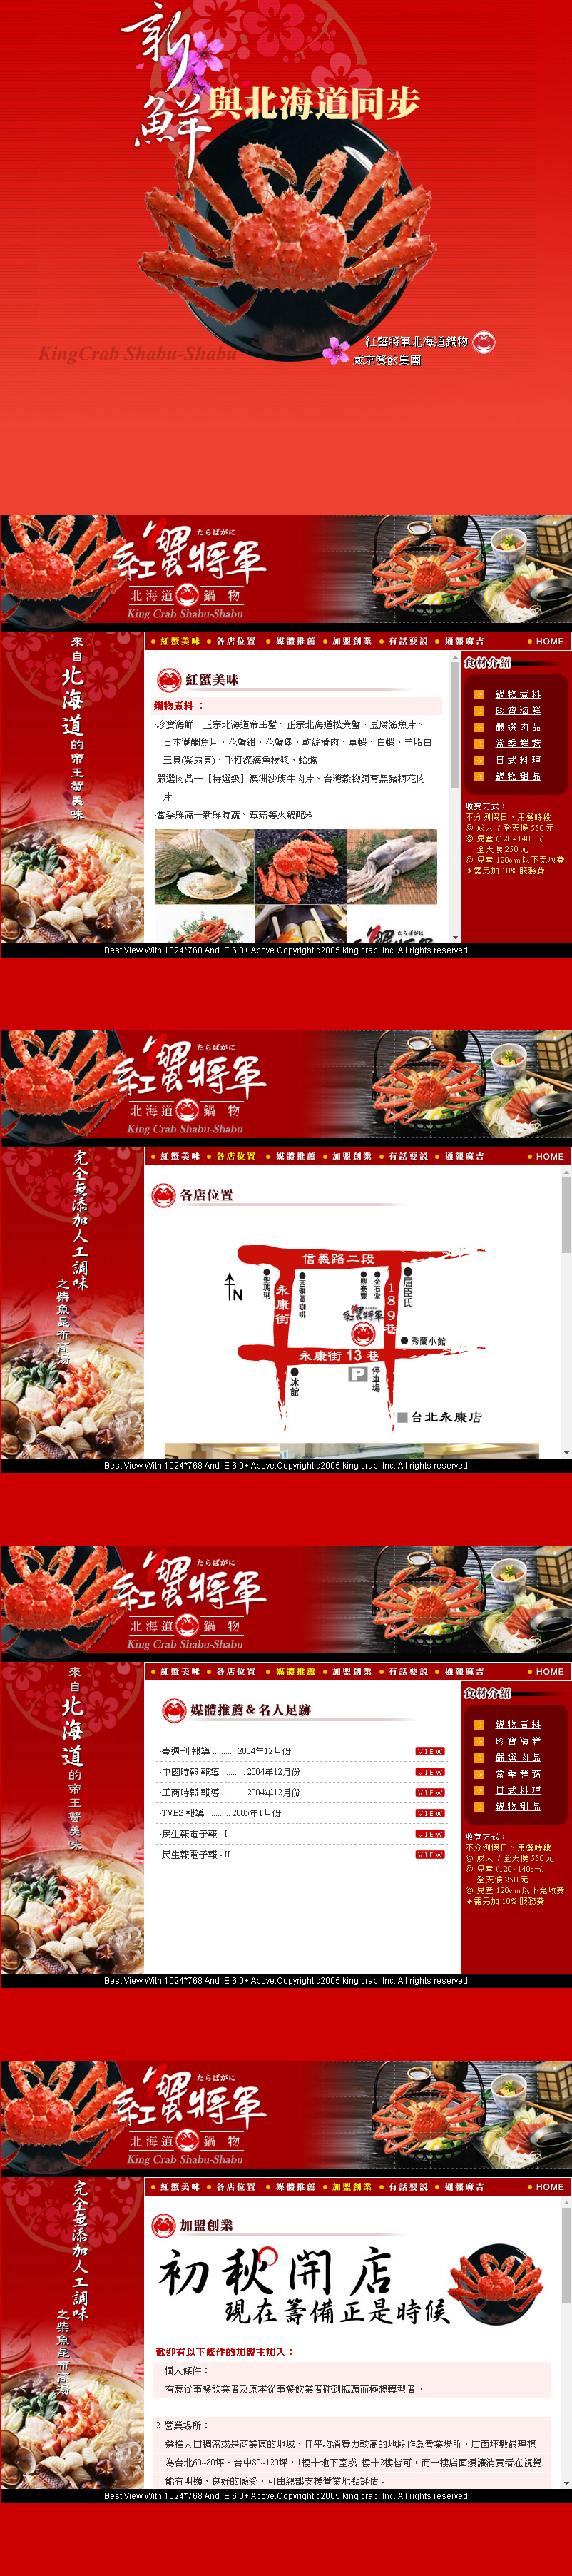 新鮮
與北海道同步
紅蟹將軍北海道鍋物
威京餐飲集團
KingCrab Shabu-Shabu
たらばがに
紅蟹將軍
北海道 鍋物
King Crab Shabu-Shabu
紅蟹美味 各店位置 媒體推薦 加盟創業 有話要說 通報麻吉 HOME
來自北海道的帝王蟹美味
紅蟹美味
鍋物煮料：
‧珍寶海鮮—正宗北海道帝王蟹、正宗北海道松葉蟹、豆腐鯊魚片、
日本潮鯛魚片、花蟹鉗、花蟹堡、軟絲清肉、草蝦、白蝦、羊脂白
玉貝(紫扇貝)、手打深海魚枝漿、蛤蠣
‧嚴選肉品—【特選級】澳洲沙朗牛肉片、台灣穀物飼育黑豬梅花肉
片
‧當季鮮蔬—新鮮時蔬、蕈菇等火鍋配料
食材介紹
鍋物煮料
珍寶海鮮
嚴選肉品
當季鮮蔬
日式料理
鍋物甜品
收費方式：
不分例假日、用餐時段
◎ 成人 / 全天候 550 元
◎ 兒童 (120~140cm)
全天候 250 元
◎ 兒童 120cm 以下免收費
＊需另加 10% 服務費
Best View With 1024*768 And IE 6.0+ Above.Copyright c2005 king crab, Inc. All rights reserved.
たらばがに
紅蟹將軍
北海道 鍋物
King Crab Shabu-Shabu
紅蟹美味 各店位置 媒體推薦 加盟創業 有話要說 通報麻吉 HOME
完全無添加人工調味
之柴魚昆布高湯
各店位置
信義路二段
N
聖瑪琍
永康街
西雅圖咖啡
鼎泰豐
金石堂
189巷
屈臣氏
紅蟹將軍
秀蘭小館
永康街13巷
冰館
P
停車場
台北永康店
Best View With 1024*768 And IE 6.0+ Above.Copyright c2005 king crab, Inc. All rights reserved.
たらばがに
紅蟹將軍
北海道 鍋物
King Crab Shabu-Shabu
紅蟹美味 各店位置 媒體推薦 加盟創業 有話要說 通報麻吉 HOME
來自北海道的帝王蟹美味
媒體推薦＆名人足跡
‧壹週刊 報導 ............ 2004年12月份 VIEW
‧中國時報 報導 ............ 2004年12月份 VIEW
‧工商時報 報導 ............ 2004年12月份 VIEW
‧TVBS 報導 ............ 2005年1月份 VIEW
‧民生報電子報 - I VIEW
‧民生報電子報 - II VIEW
食材介紹
鍋物煮料
珍寶海鮮
嚴選肉品
當季鮮蔬
日式料理
鍋物甜品
收費方式：
不分例假日、用餐時段
◎ 成人 / 全天候 550 元
◎ 兒童 (120~140cm)
全天候 250 元
◎ 兒童 120cm 以下免收費
＊需另加 10% 服務費
Best View With 1024*768 And IE 6.0+ Above.Copyright c2005 king crab, Inc. All rights reserved.
たらばがに
紅蟹將軍
北海道 鍋物
King Crab Shabu-Shabu
紅蟹美味 各店位置 媒體推薦 加盟創業 有話要說 通報麻吉 HOME
完全無添加人工調味
之柴魚昆布高湯
加盟創業
初秋開店
現在籌備正是時候
歡迎有以下條件的加盟主加入：
1. 個人條件：
有意從事餐飲業者及原本從事餐飲業者碰到瓶頸而極想轉型者。
2. 營業場所：
選擇人口稠密或是商業區的地域，且平均消費力較高的地段作為營業場所，店面坪數最理想
為台北60~80坪、台中80~120坪，1樓十地下室或1樓十2樓皆可，而一樓店面須讓消費者在視覺
能有明顯、良好的感受，可由總部支援營業地點評估。
Best View With 1024*768 And IE 6.0+ Above.Copyright c2005 king crab, Inc. All rights reserved.